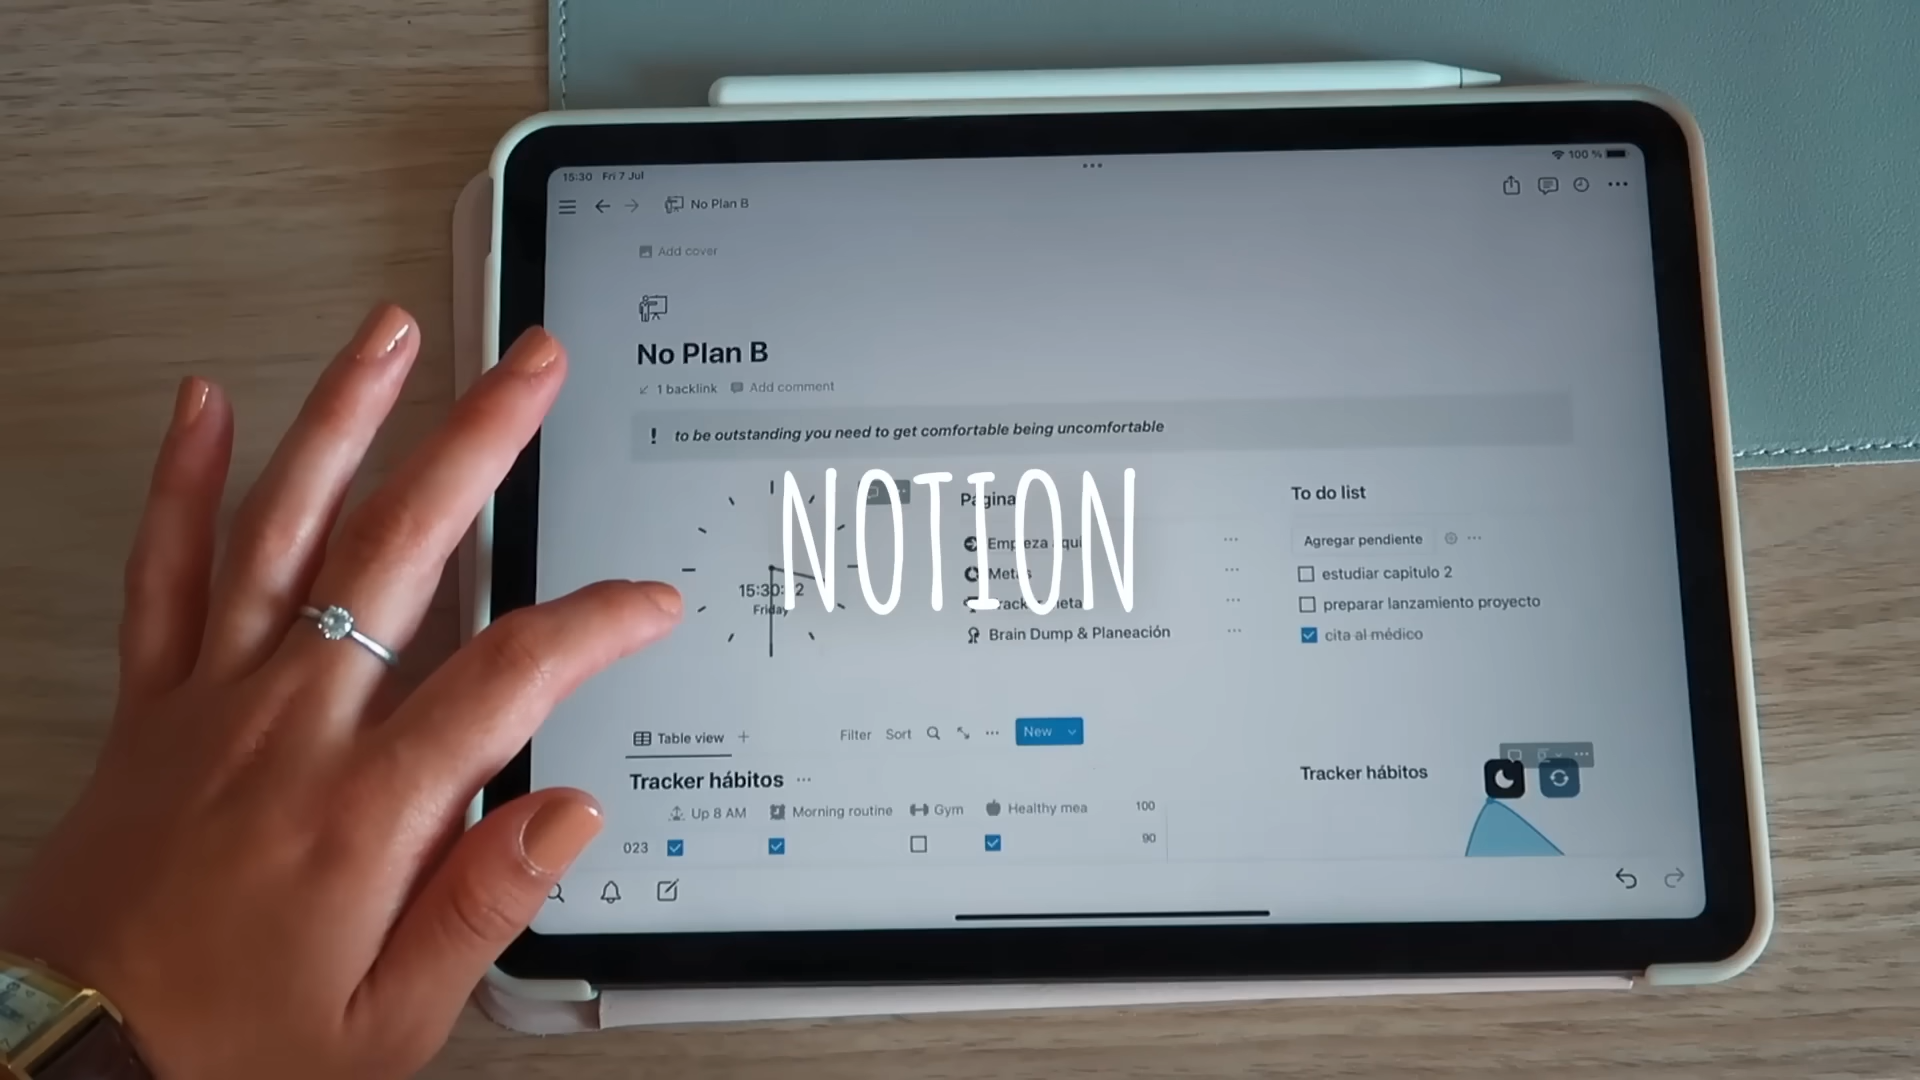 15:30 Fri 7 Jul
100 %
No Plan B
Add cover
No Plan B
1 backlink Add comment
! to be outstanding you need to get comfortable being uncomfortable
NOTION
Página
To do list
Agregar pendiente
estudiar capitulo 2
preparar lanzamiento proyecto
cita al médico
Brain Dump & Planeación
Friday
Table view +
Filter Sort
New
Tracker hábitos
Up 8 AM Morning routine Gym Healthy mea
023
100
90
Tracker hábitos